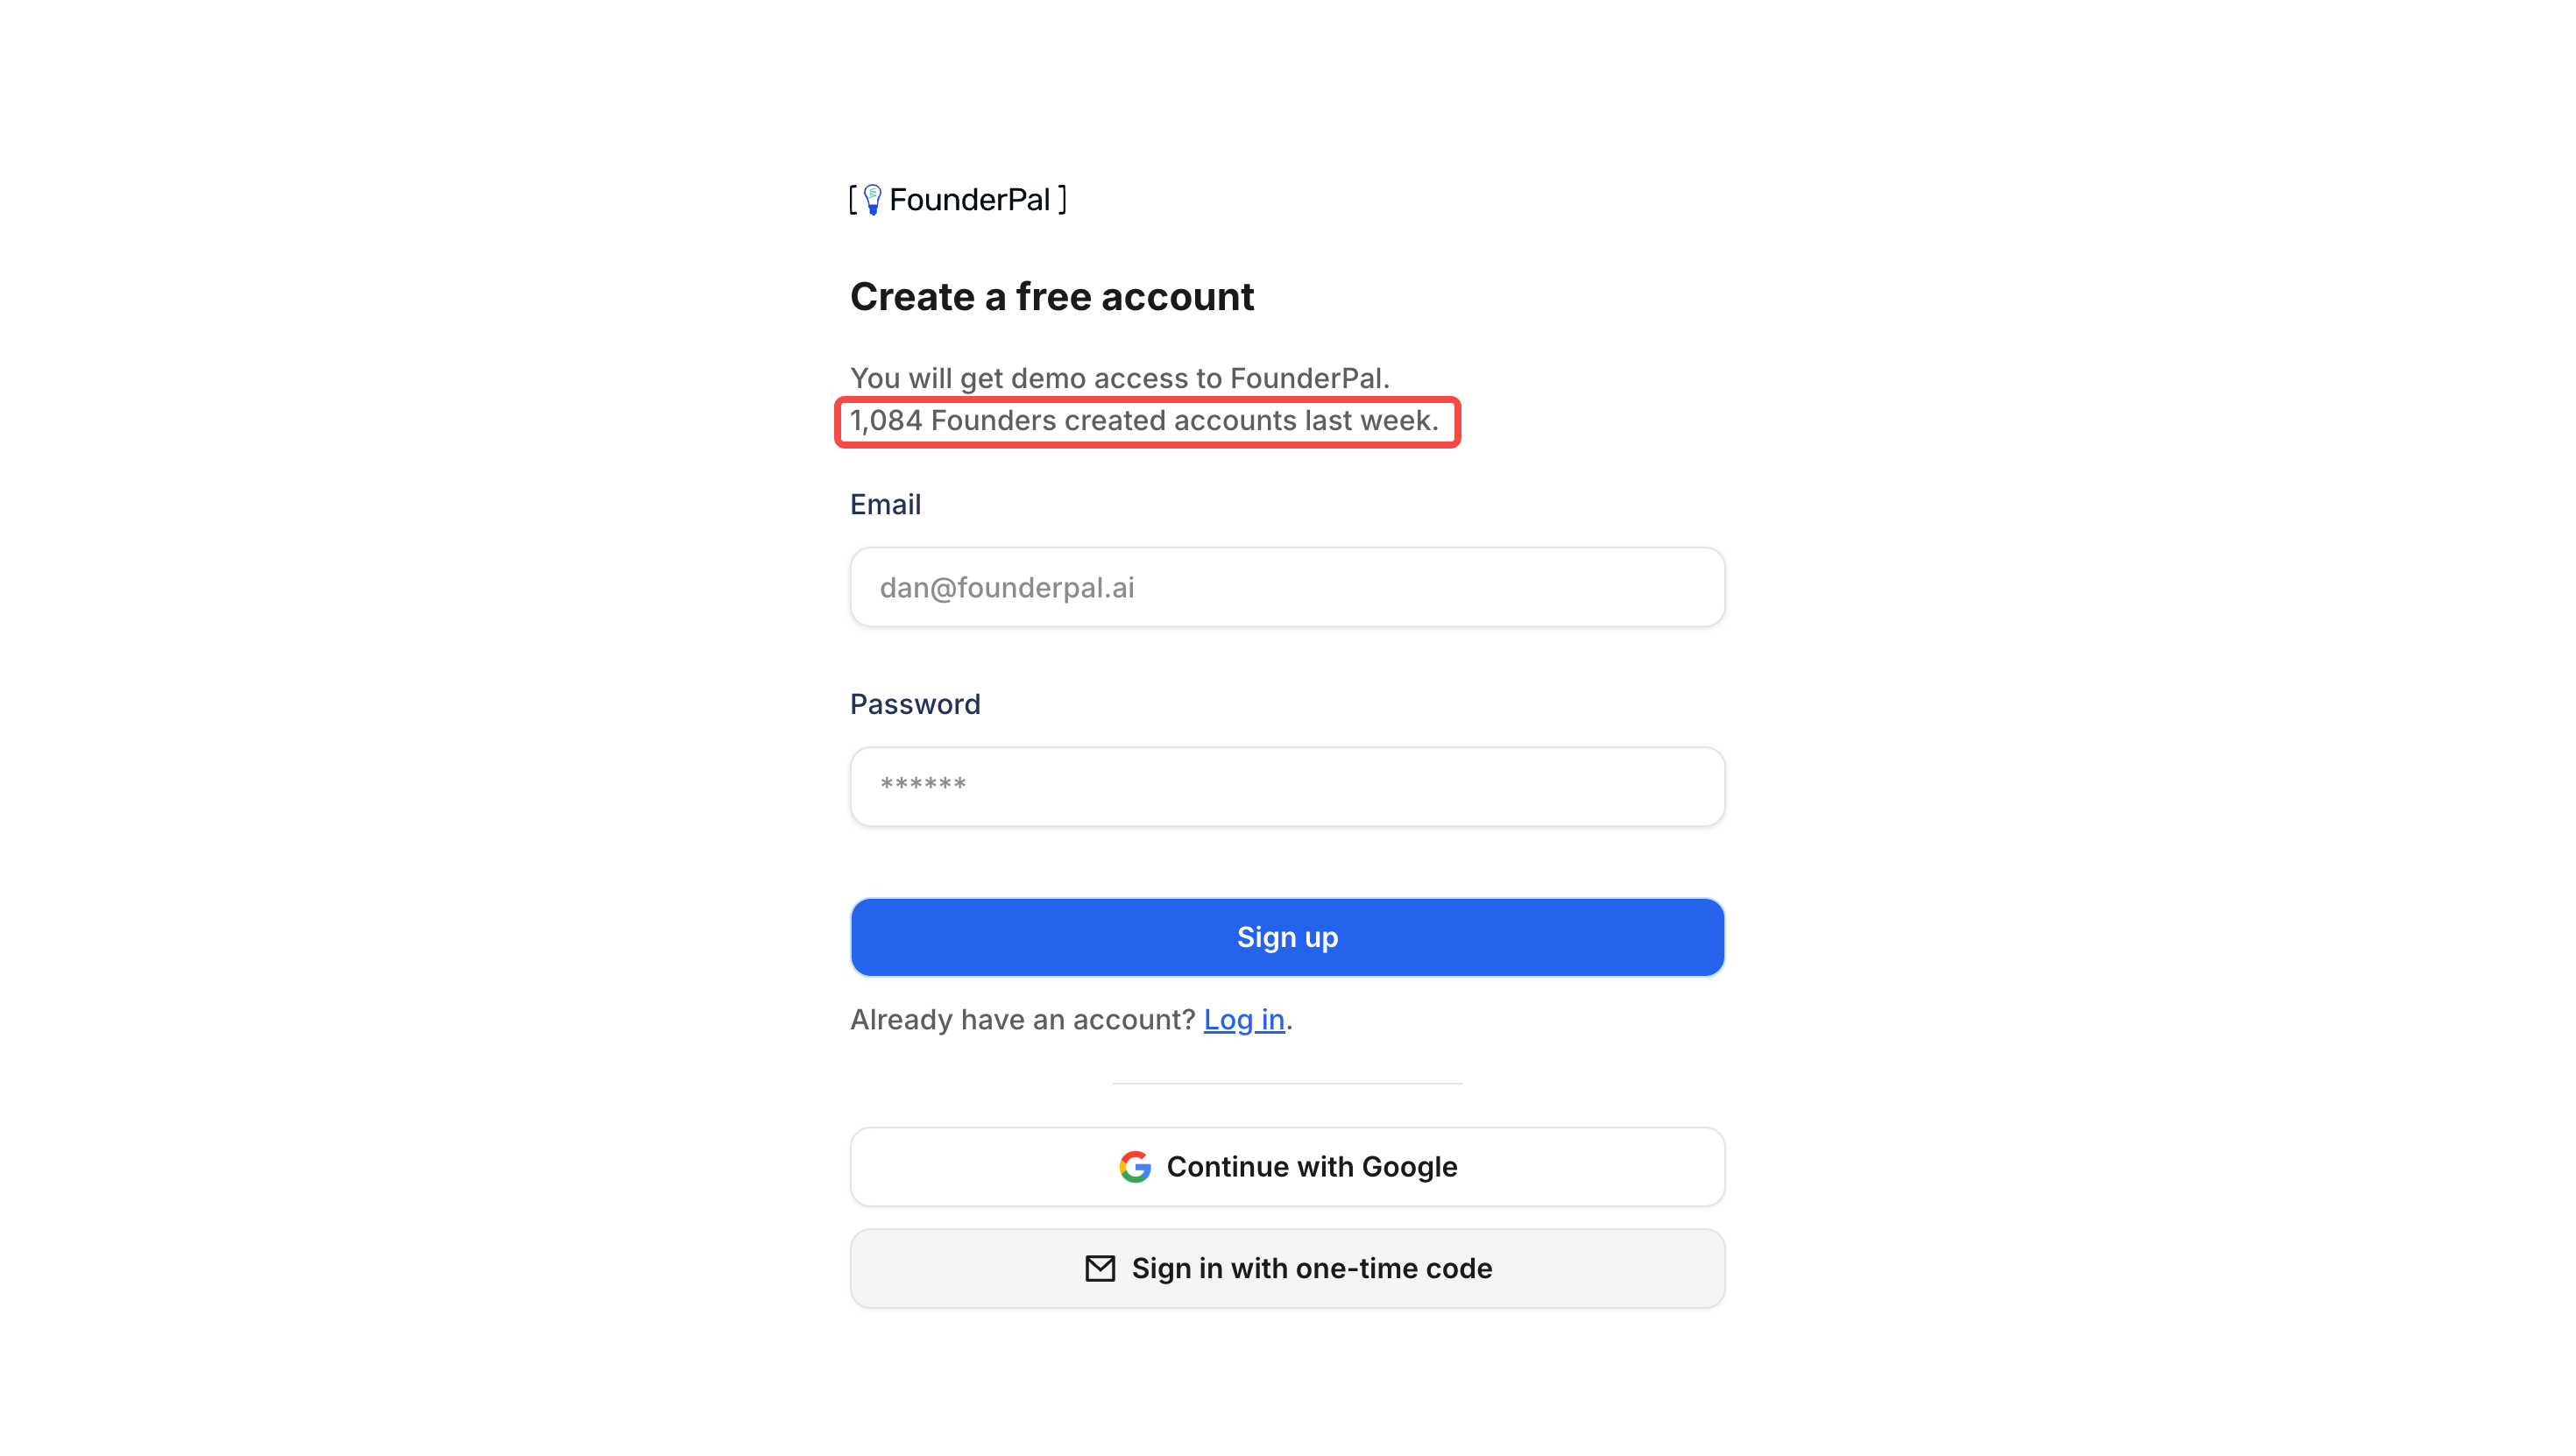 [ FounderPal ]
Create a free account
You will get demo access to FounderPal.
1,084 Founders created accounts last week.
Email
dan@founderpal.ai
Password
******
Sign up
Already have an account? Log in.
Continue with Google
Sign in with one-time code